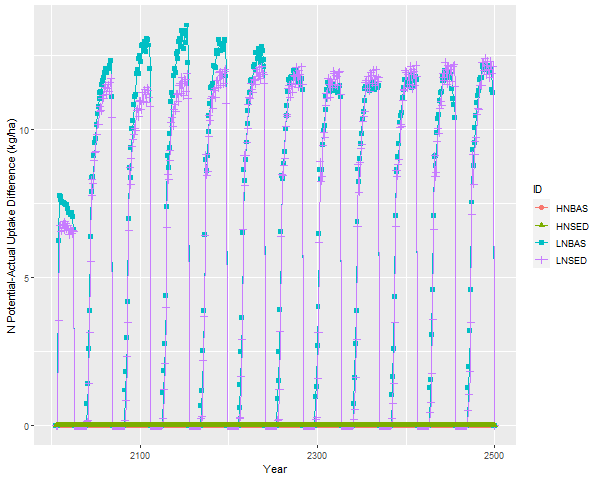 N Potential-Actual Uptake Difference (kg/ha)
10
5
0
2100
2300
2500
Year
ID
HNBAS
HNSED
LNBAS
LNSED